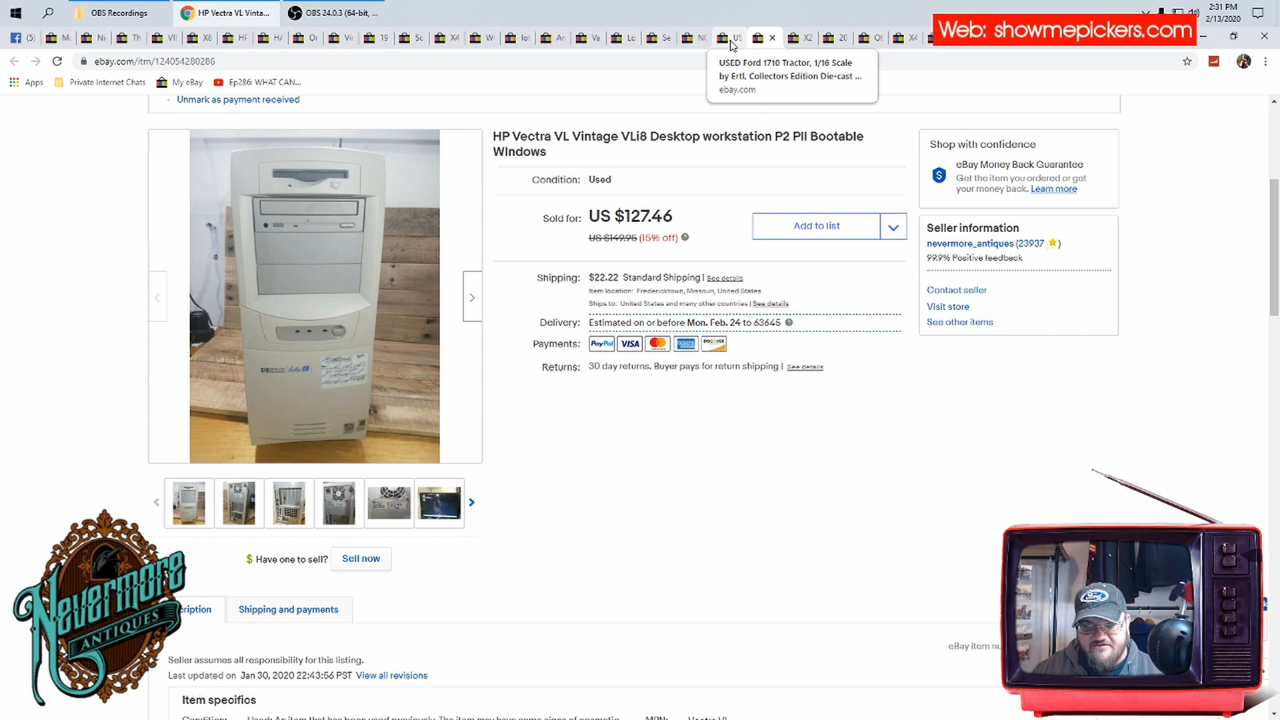 OBS Recordings
HP Vectra VL Vinta
OBS 24.0.3 (64-bit,
2:31 PM
2/13/2020
Web: showmepickers.com
ebay.com/itm/124054280286
USED Ford 1710 Tractor, 1/16 Scale
by Ertl, Collectors Edition Die-cast ...
ebay.com
Apps
Private Internet Chats
My eBay
Ep286: WHAT CAN...
Unmark as payment received
HP Vectra VL Vintage VLi8 Desktop workstation P2 PII Bootable
Windows
Condition: Used
Sold for: US $127.46
US $149.95 (15% off)
Add to list
Shipping: $22.22 Standard Shipping | See details
Item location: Fredericktown, Missouri, United States
Ships to: United States and many other countries | See details
Delivery: Estimated on or before Mon. Feb. 24 to 63645
Payments: PayPal VISA MasterCard AMEX DISCOVER
Returns: 30 day returns. Buyer pays for return shipping | See details
Shop with confidence
eBay Money Back Guarantee
Get the item you ordered or get
your money back. Learn more
Seller information
nevermore_antiques (23937 )
99.9% Positive feedback
Contact seller
Visit store
See other items
$ Have one to sell? Sell now
Nevermore
ANTIQUES
cription
Shipping and payments
Seller assumes all responsibility for this listing.
eBay item nu
Last updated on Jan 30, 2020 22:43:56 PST View all revisions
Item specifics
Ford